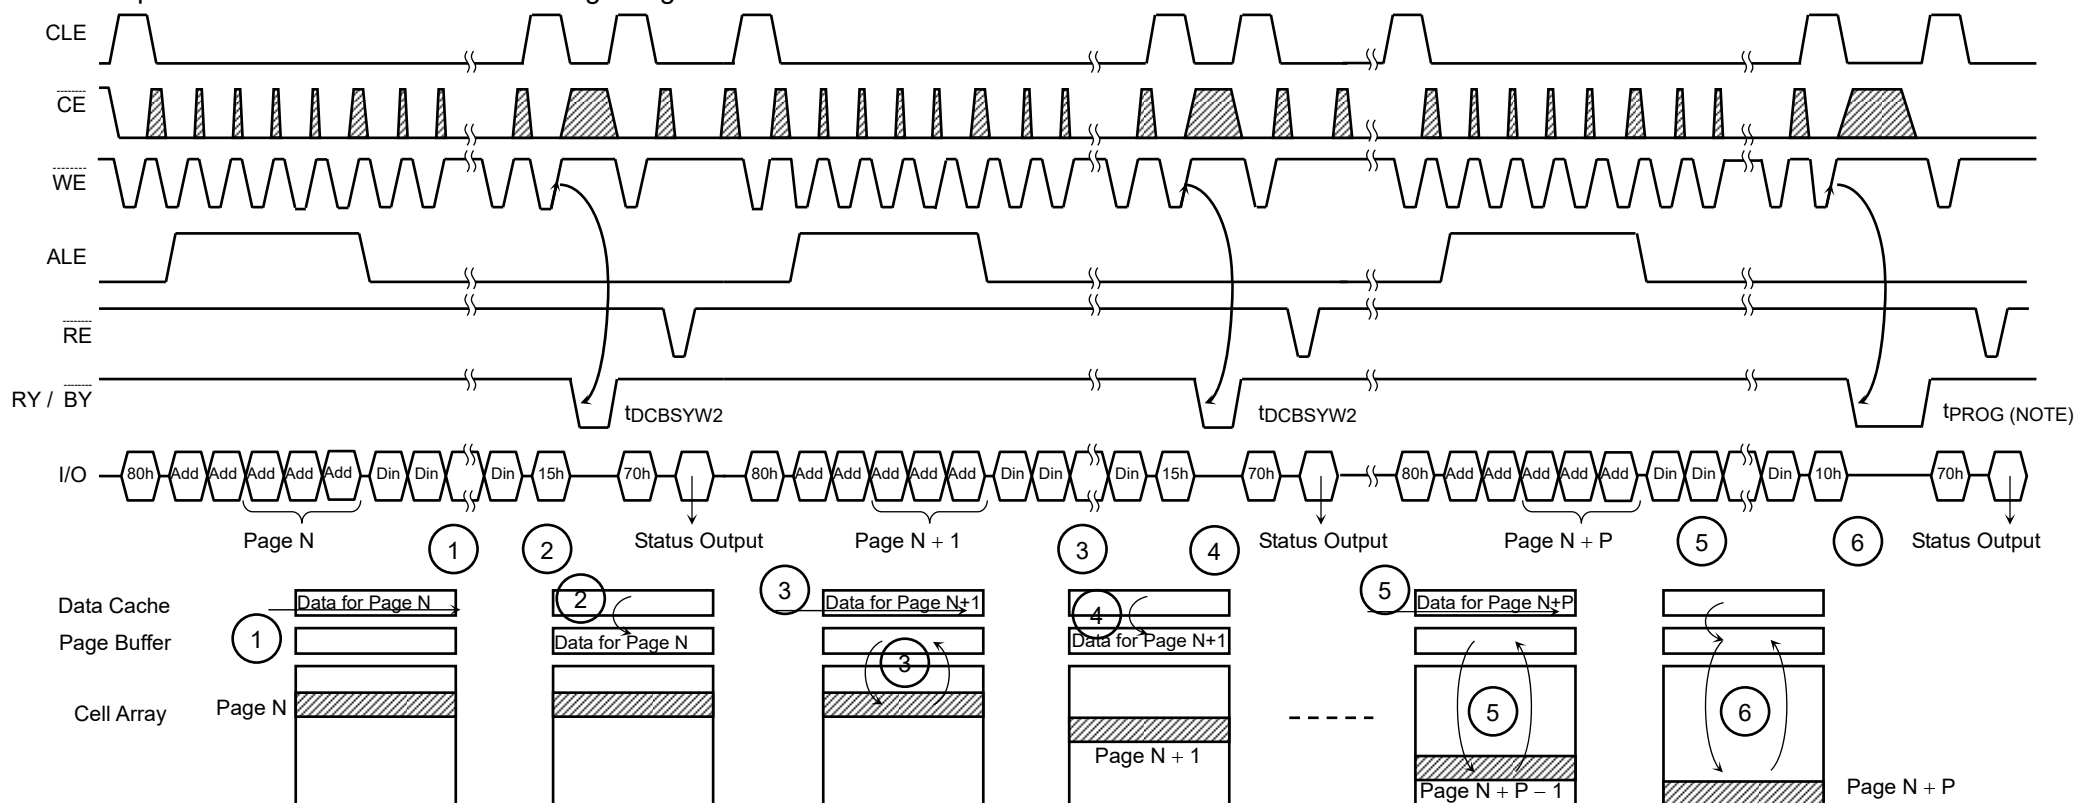 CLE
CE
WE
ALE
RE
RY / BY
tDCBSYW2 tDCBSYW2 tPROG (NOTE)
I/O 80h Add Add Add Add Add Din Din Din 15h 70h 80h Add Add Add Add Add Din Din Din 15h 70h 80h Add Add Add Add Add Din Din Din 10h 70h
Page N 1 2 Status Output Page N + 1 3 4 Status Output Page N + P 5 6 Status Output
Data Cache Data for Page N 2 3 Data for Page N+1 4 5 Data for Page N+P
Page Buffer 1 Data for Page N 3 Data for Page N+1
Cell Array Page N 5 6
Page N + 1
Page N + P − 1 Page N + P